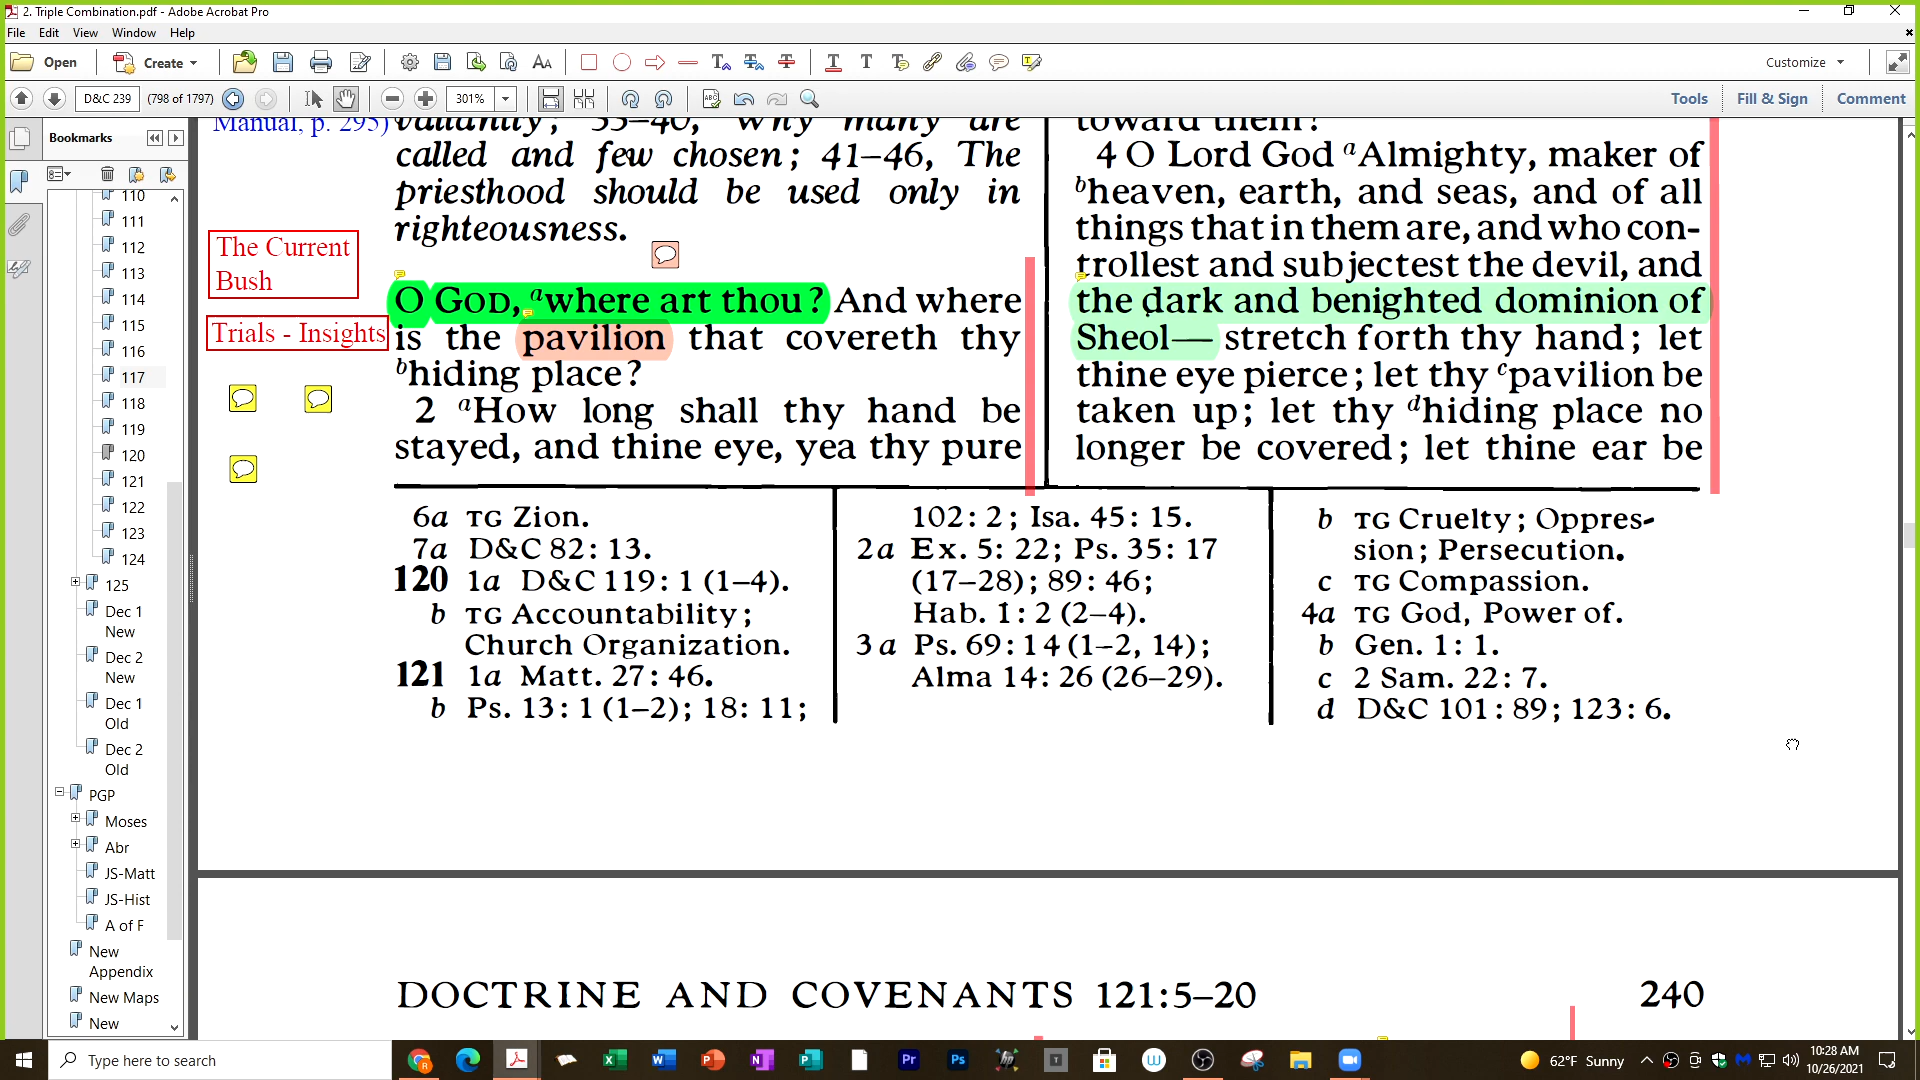 2. Triple Combination.pdf - Adobe Acrobat Pro
File Edit View Window Help
Open Create Customize
D&C 239 (798 of 1797) 301% Tools Fill & Sign Comment
Bookmarks
110
111
112
113
114
115
116
117
118
119
120
121
122
123
124
125
Dec 1
New
Dec 2
New
Dec 1
Old
Dec 2
Old
PGP
Moses
Abr
JS-Matt
JS-Hist
A of F
New
Appendix
New Maps
New
Manual, p. 295)
The Current
Bush
Trials - Insights
valiantly; 33–40, Why many are
called and few chosen; 41–46, The
priesthood should be used only in
righteousness.
O GOD, awhere art thou? And where
is the pavilion that covereth thy
bhiding place?
2 aHow long shall thy hand be
stayed, and thine eye, yea thy pure
toward them?
4 O Lord God aAlmighty, maker of
bheaven, earth, and seas, and of all
things that in them are, and who con-
trollest and subjectest the devil, and
the dark and benighted dominion of
Sheol— stretch forth thy hand; let
thine eye pierce; let thy cpavilion be
taken up; let thy dhiding place no
longer be covered; let thine ear be
6a TG Zion.
7a D&C 82: 13.
120 1a D&C 119: 1 (1–4).
b TG Accountability;
Church Organization.
121 1a Matt. 27: 46.
b Ps. 13: 1 (1–2); 18: 11;
102: 2; Isa. 45: 15.
2a Ex. 5: 22; Ps. 35: 17
(17–28); 89: 46;
Hab. 1: 2 (2–4).
3a Ps. 69: 14 (1–2, 14);
Alma 14: 26 (26–29).
b TG Cruelty; Oppres-
sion; Persecution.
c TG Compassion.
4a TG God, Power of.
b Gen. 1: 1.
c 2 Sam. 22: 7.
d D&C 101: 89; 123: 6.
DOCTRINE AND COVENANTS 121:5–20 240
Type here to search
62°F Sunny
10:28 AM
10/26/2021